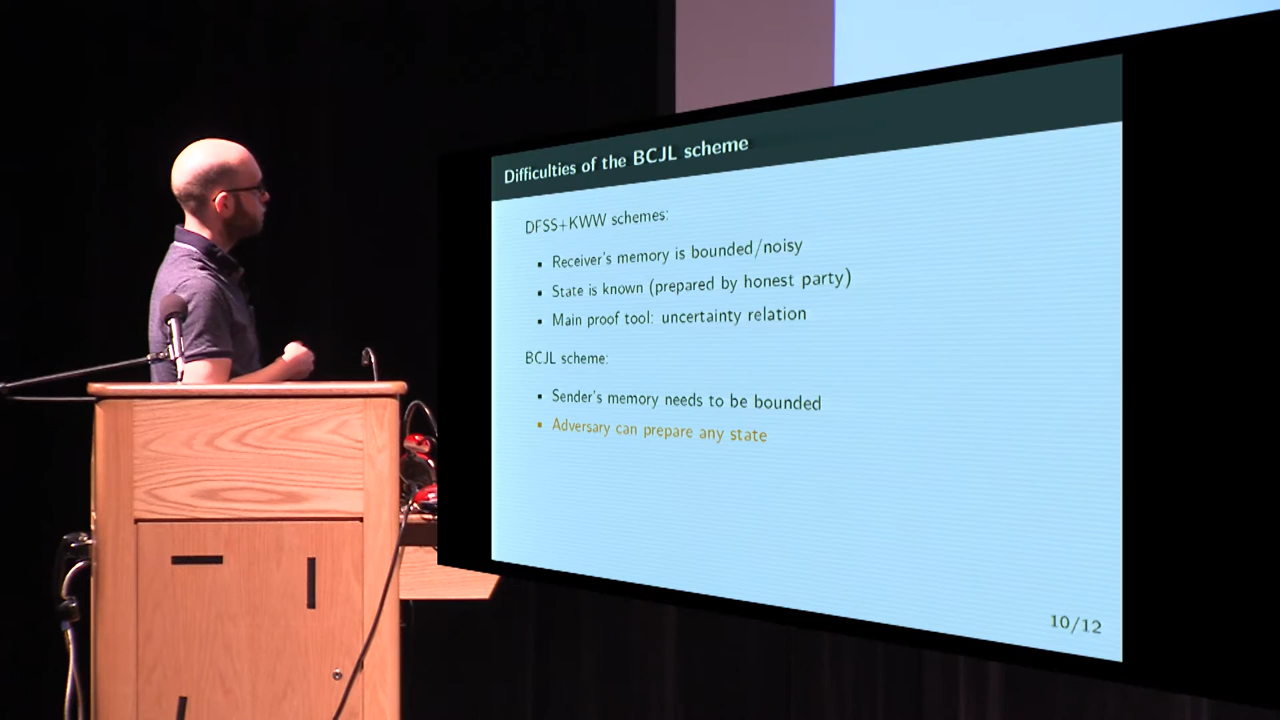 Difficulties of the BCJL scheme
DFSS+KWW schemes:
Receiver's memory is bounded/noisy
State is known (prepared by honest party)
Main proof tool: uncertainty relation
BCJL scheme:
Sender's memory needs to be bounded
Adversary can prepare any state
10/12